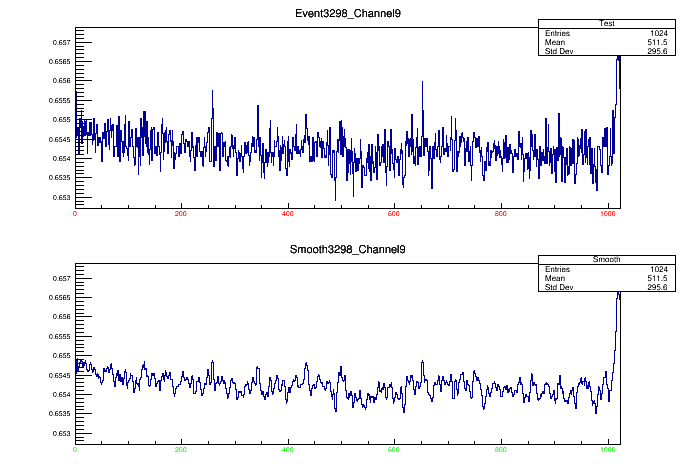 Event3298_Channel9
Test
Entries 1024
Mean 511.5
Std Dev 295.6
0.657
0.6565
0.656
0.6555
0.655
0.6545
0.654
0.6535
0.653
0 200 400 600 800 1000
Smooth3298_Channel9
Smooth
Entries 1024
Mean 511.5
Std Dev 295.6
0.657
0.6565
0.656
0.6555
0.655
0.6545
0.654
0.6535
0.653
0 200 400 600 800 1000